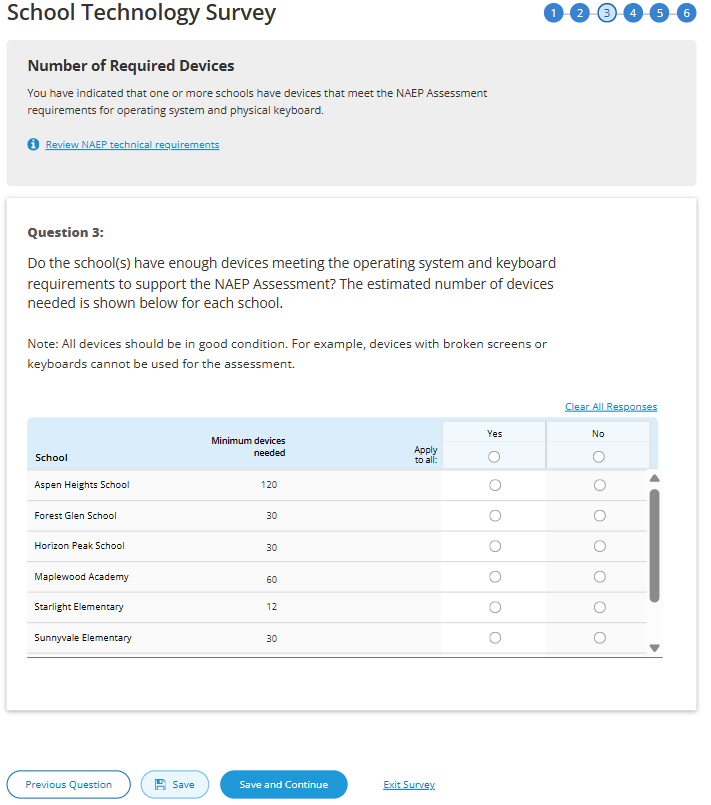 School Technology Survey
1 2 3 4 5 6
Number of Required Devices
You have indicated that one or more schools have devices that meet the NAEP Assessment
requirements for operating system and physical keyboard.
Review NAEP technical requirements
Question 3:
Do the school(s) have enough devices meeting the operating system and keyboard
requirements to support the NAEP Assessment? The estimated number of devices
needed is shown below for each school.
Note: All devices should be in good condition. For example, devices with broken screens or
keyboards cannot be used for the assessment.
Clear All Responses
School
Minimum devices
needed
Apply
to all:
Yes
No
Aspen Heights School 120
Forest Glen School 30
Horizon Peak School 30
Maplewood Academy 60
Starlight Elementary 12
Sunnyvale Elementary 30
Previous Question
Save
Save and Continue
Exit Survey